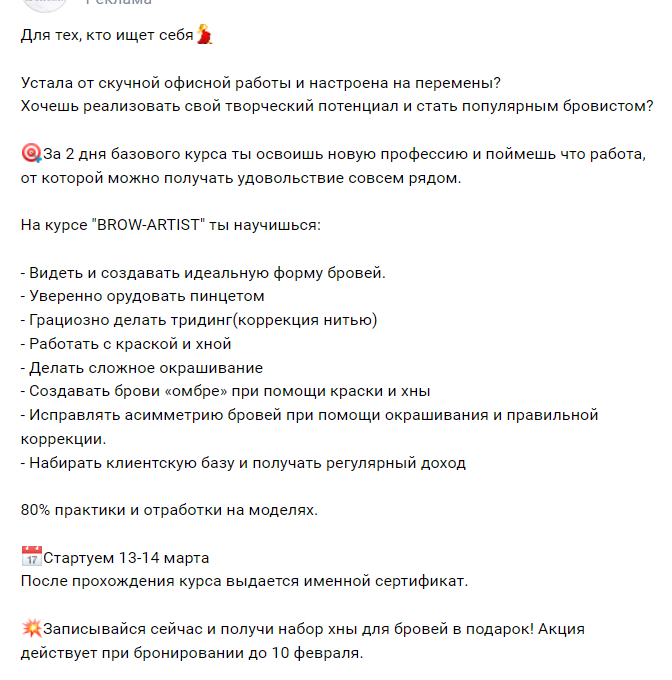 Реклама
Для тех, кто ищет себя💃
Устала от скучной офисной работы и настроена на перемены?
Хочешь реализовать свой творческий потенциал и стать популярным бровистом?
🎯За 2 дня базового курса ты освоишь новую профессию и поймешь что работа,
от которой можно получать удовольствие совсем рядом.
На курсе "BROW-ARTIST" ты научишься:
- Видеть и создавать идеальную форму бровей.
- Уверенно орудовать пинцетом
- Грациозно делать тридинг(коррекция нитью)
- Работать с краской и хной
- Делать сложное окрашивание
- Создавать брови «омбре» при помощи краски и хны
- Исправлять асимметрию бровей при помощи окрашивания и правильной
коррекции.
- Набирать клиентскую базу и получать регулярный доход
80% практики и отработки на моделях.
📅Стартуем 13-14 марта
После прохождения курса выдается именной сертификат.
💥Записывайся сейчас и получи набор хны для бровей в подарок! Акция
действует при бронировании до 10 февраля.